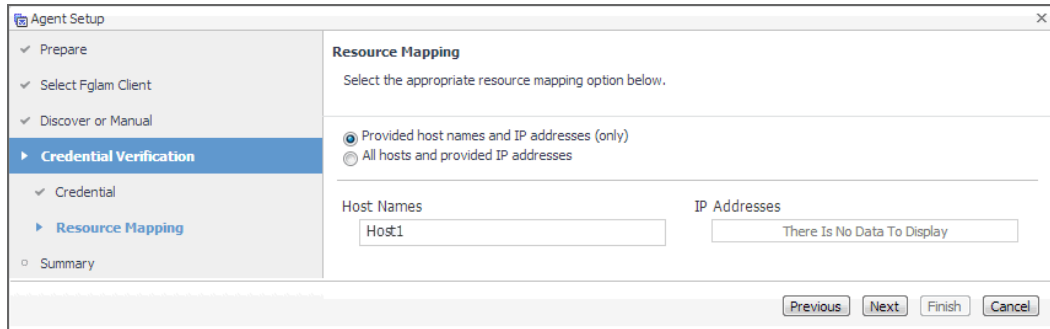 Agent Setup
Prepare
Select Fglam Client
Discover or Manual
Credential Verification
Credential
Resource Mapping
Summary
Resource Mapping
Select the appropriate resource mapping option below.
Provided host names and IP addresses (only)
All hosts and provided IP addresses
Host Names
Host1
IP Addresses
There Is No Data To Display
Previous Next Finish Cancel